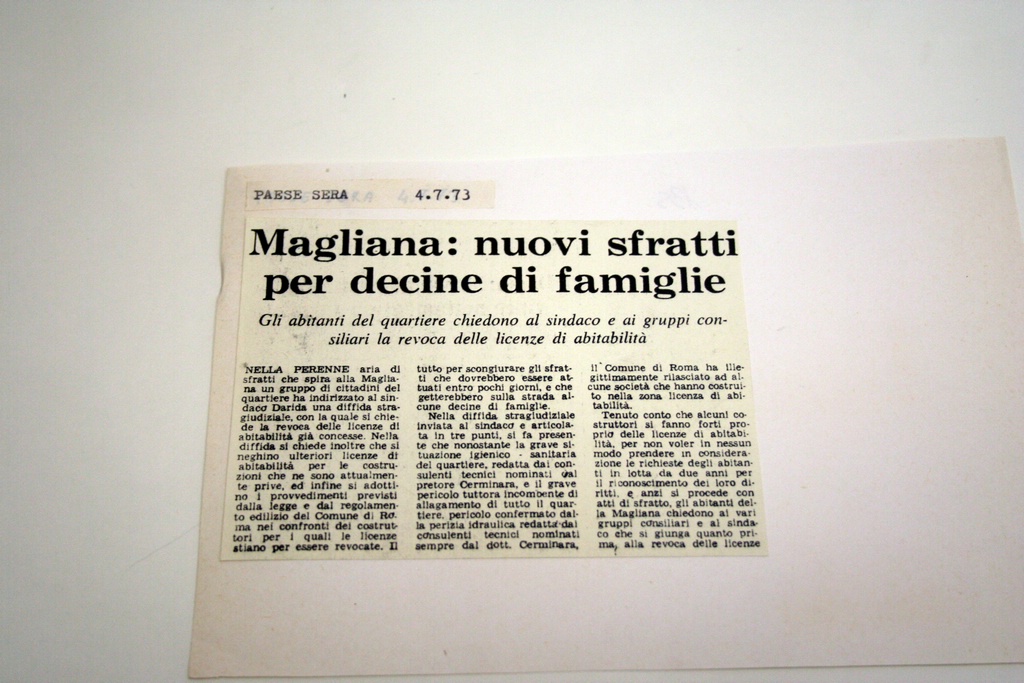 PAESE SERA 4.7.73
Magliana: nuovi sfratti
per decine di famiglie
Gli abitanti del quartiere chiedono al sindaco e ai gruppi con-
siliari la revoca delle licenze di abitabilità
NELLA PERENNE aria di
sfratti che spira alla Maglia-
na un gruppo di cittadini del
quartiere ha indirizzato al sin-
daco Darida una diffida stra-
giudiziale, con la quale si chie-
de la revoca delle licenze di
abitabilità già concesse. Nella
diffida si chiede inoltre che si
neghino ulteriori licenze di
abitabilità per le costru-
zioni che ne sono attualmen-
te prive, ed infine si adotti-
no i provvedimenti previsti
dalla legge e dal regolamen-
to edilizio del Comune di Ro-
ma nei confronti dei costrut-
tori per i quali le licenze
stiano per essere revocate. Il
tutto per scongiurare gli sfrat-
ti che dovrebbero essere at-
tuati entro pochi giorni, e che
getterebbero sulla strada al-
cune decine di famiglie.
Nella diffida stragiudiziale
inviata al sindaco e articola-
ta in tre punti, si fa presen-
te che nonostante la grave si-
tuazione igienico - sanitaria
del quartiere, redatta dai con-
sulenti tecnici nominati dal
pretore Cerminara, e il grave
pericolo tuttora incombente di
allagamento di tutto il quar-
tiere, pericolo confermato dal-
la perizia idraulica redatta dai
consulenti tecnici nominati
sempre dal dott. Cerminara,
il Comune di Roma ha ille-
gittimamente rilasciato ad al-
cune società che hanno costrui-
to nella zona licenza di abi-
tabilità.
Tenuto conto che alcuni co-
struttori si fanno forti pro-
prio delle licenze di abitabi-
lità, per non voler in nessun
modo prendere in considera-
zione le richieste degli abitan-
ti in lotta da due anni per
il riconoscimento dei loro di-
ritti, e anzi si procede con
atti di sfratto, gli abitanti del-
la Magliana chiedono ai vari
gruppi consiliari e al sinda-
co che si giunga quanto pri-
ma, alla revoca delle licenze